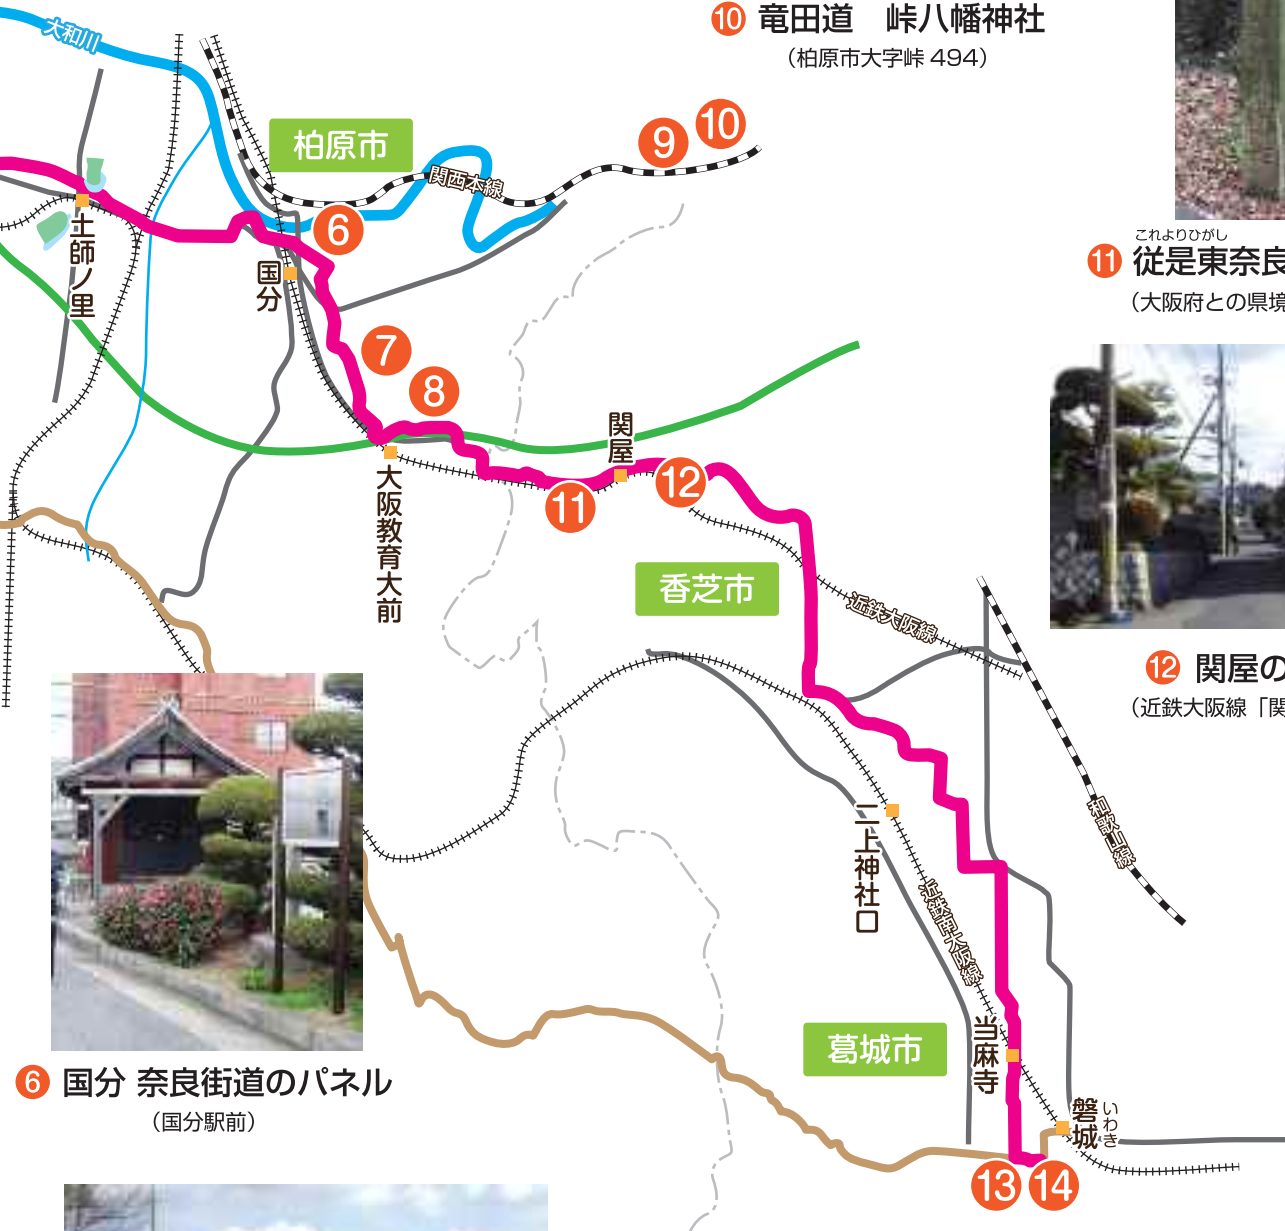 ⑩ 竜田道 峠八幡神社
（柏原市大字峠 494）
大和川
柏原市
⑨
⑩
関西本線
⑥
土師ノ里
国分
これよりひがし
⑪ 従是東奈良
（大阪府との県境
⑦
⑧
関屋
⑫
⑪
大阪教育大前
香芝市
近鉄大阪線
⑫ 関屋の
（近鉄大阪線「関
和歌山線
二上神社口
近鉄南大阪線
葛城市
当麻寺
磐城
いわき
⑬
⑭
⑥ 国分 奈良街道のパネル
（国分駅前）